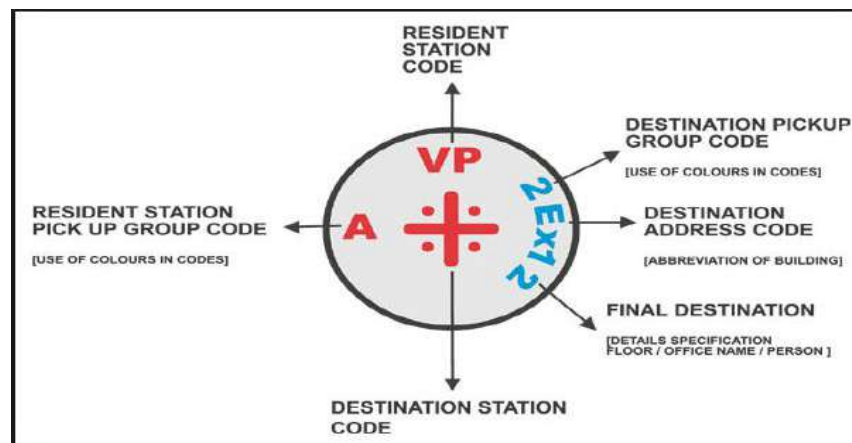 RESIDENT
STATION
CODE
DESTINATION PICKUP
GROUP CODE
[USE OF COLOURS IN CODES]
VP
A
2Ex12
RESIDENT STATION
PICK UP GROUP CODE
[USE OF COLOURS IN CODES]
DESTINATION
ADDRESS CODE
[ABBREVIATION OF BUILDING]
FINAL DESTINATION
[DETAILS SPECIFICATION
FLOOR / OFFICE NAME / PERSON ]
DESTINATION STATION
CODE